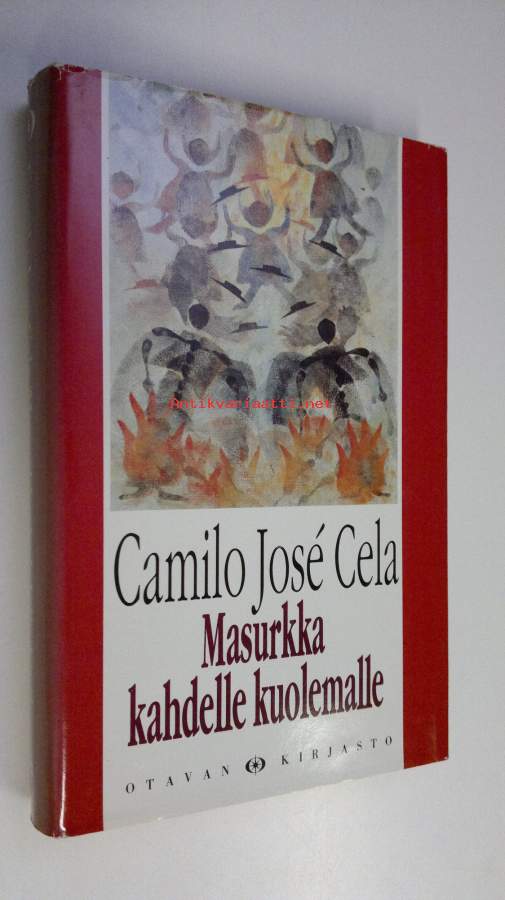 Antikvariaatti.net
Camilo José Cela
Masurkka
kahdelle kuolemalle
OTAVAN KIRJASTO